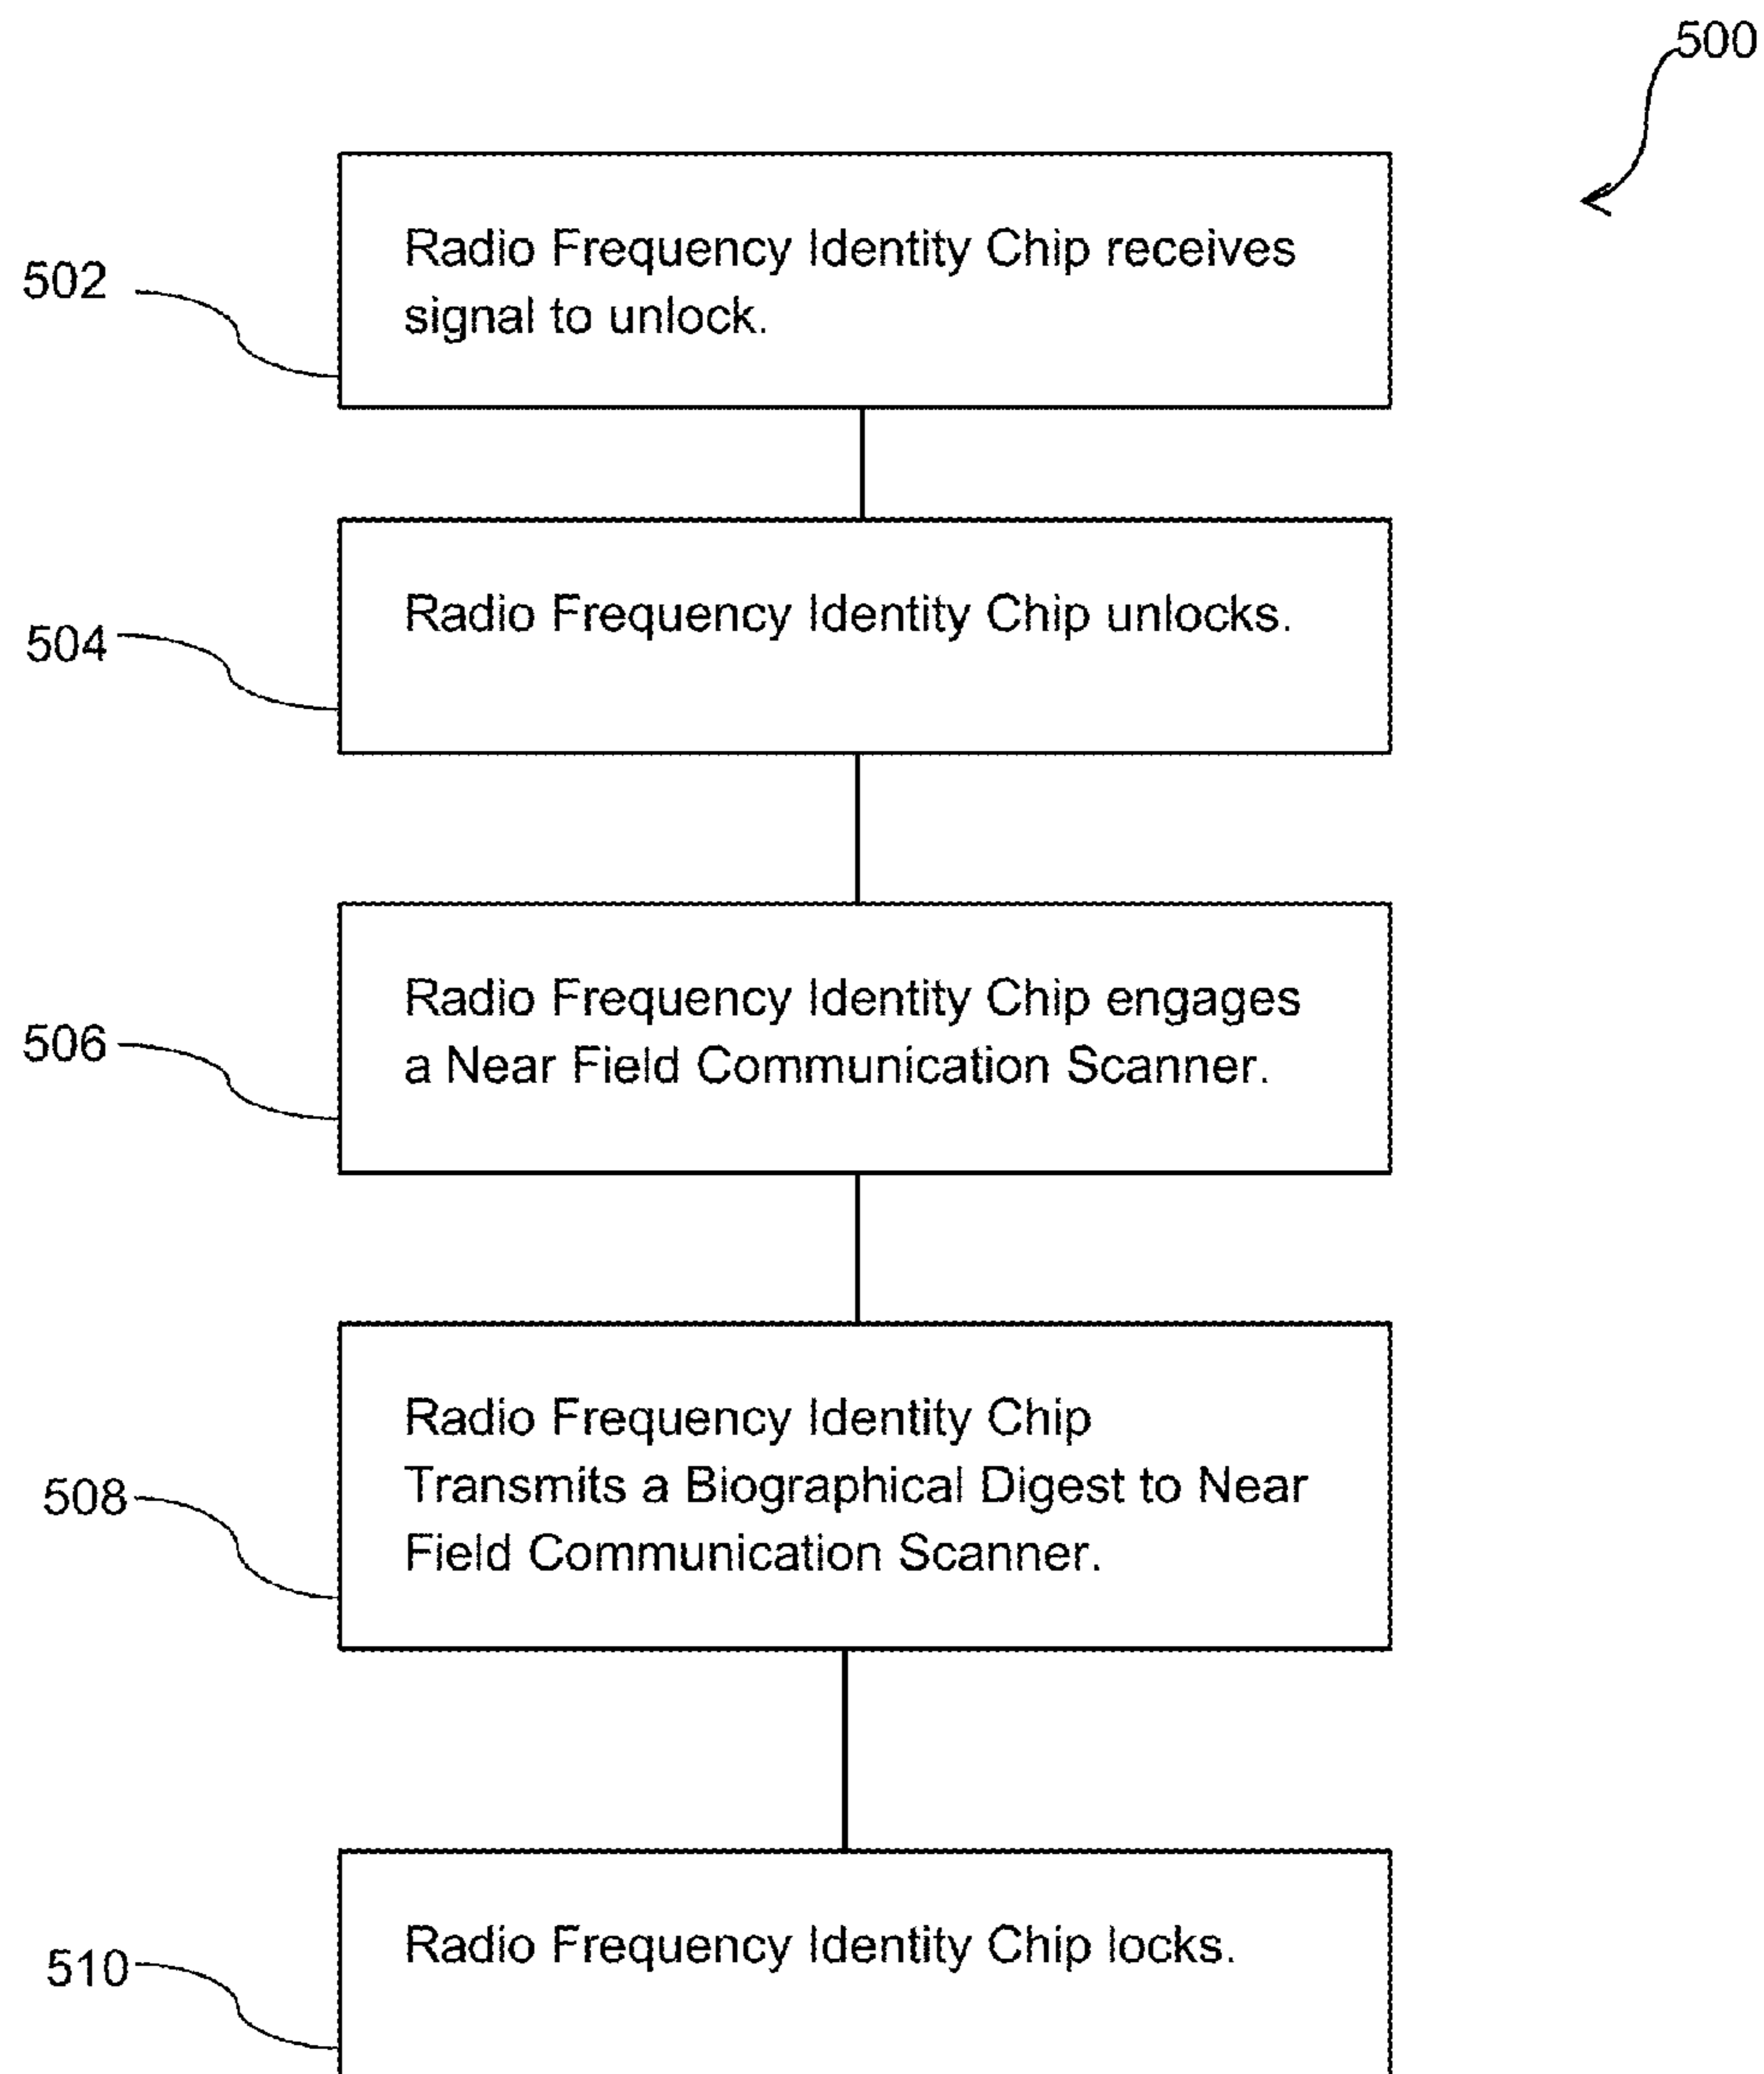 500
502
Radio Frequency Identity Chip receives
signal to unlock.
504
Radio Frequency Identity Chip unlocks.
506
Radio Frequency Identity Chip engages
a Near Field Communication Scanner.
508
Radio Frequency Identity Chip
Transmits a Biographical Digest to Near
Field Communication Scanner.
510
Radio Frequency Identity Chip locks.